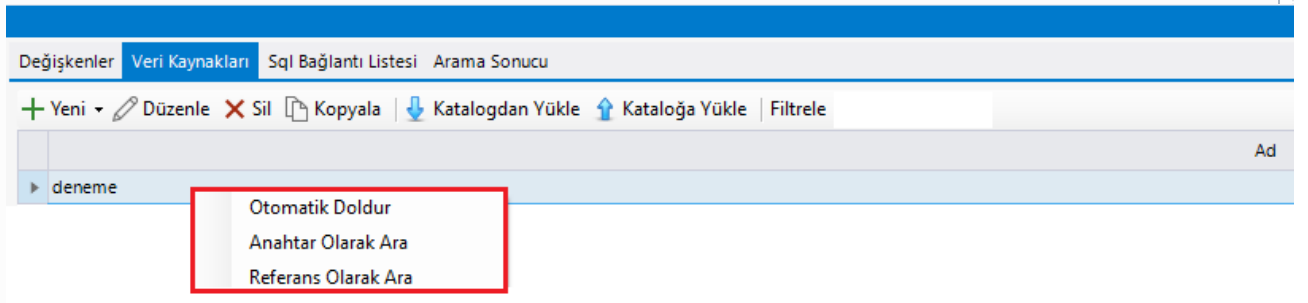 Değişkenler Veri Kaynakları Sql Bağlantı Listesi Arama Sonucu
Yeni Düzenle Sil Kopyala Katalogdan Yükle Kataloğa Yükle Filtrele
Ad
deneme
Otomatik Doldur
Anahtar Olarak Ara
Referans Olarak Ara